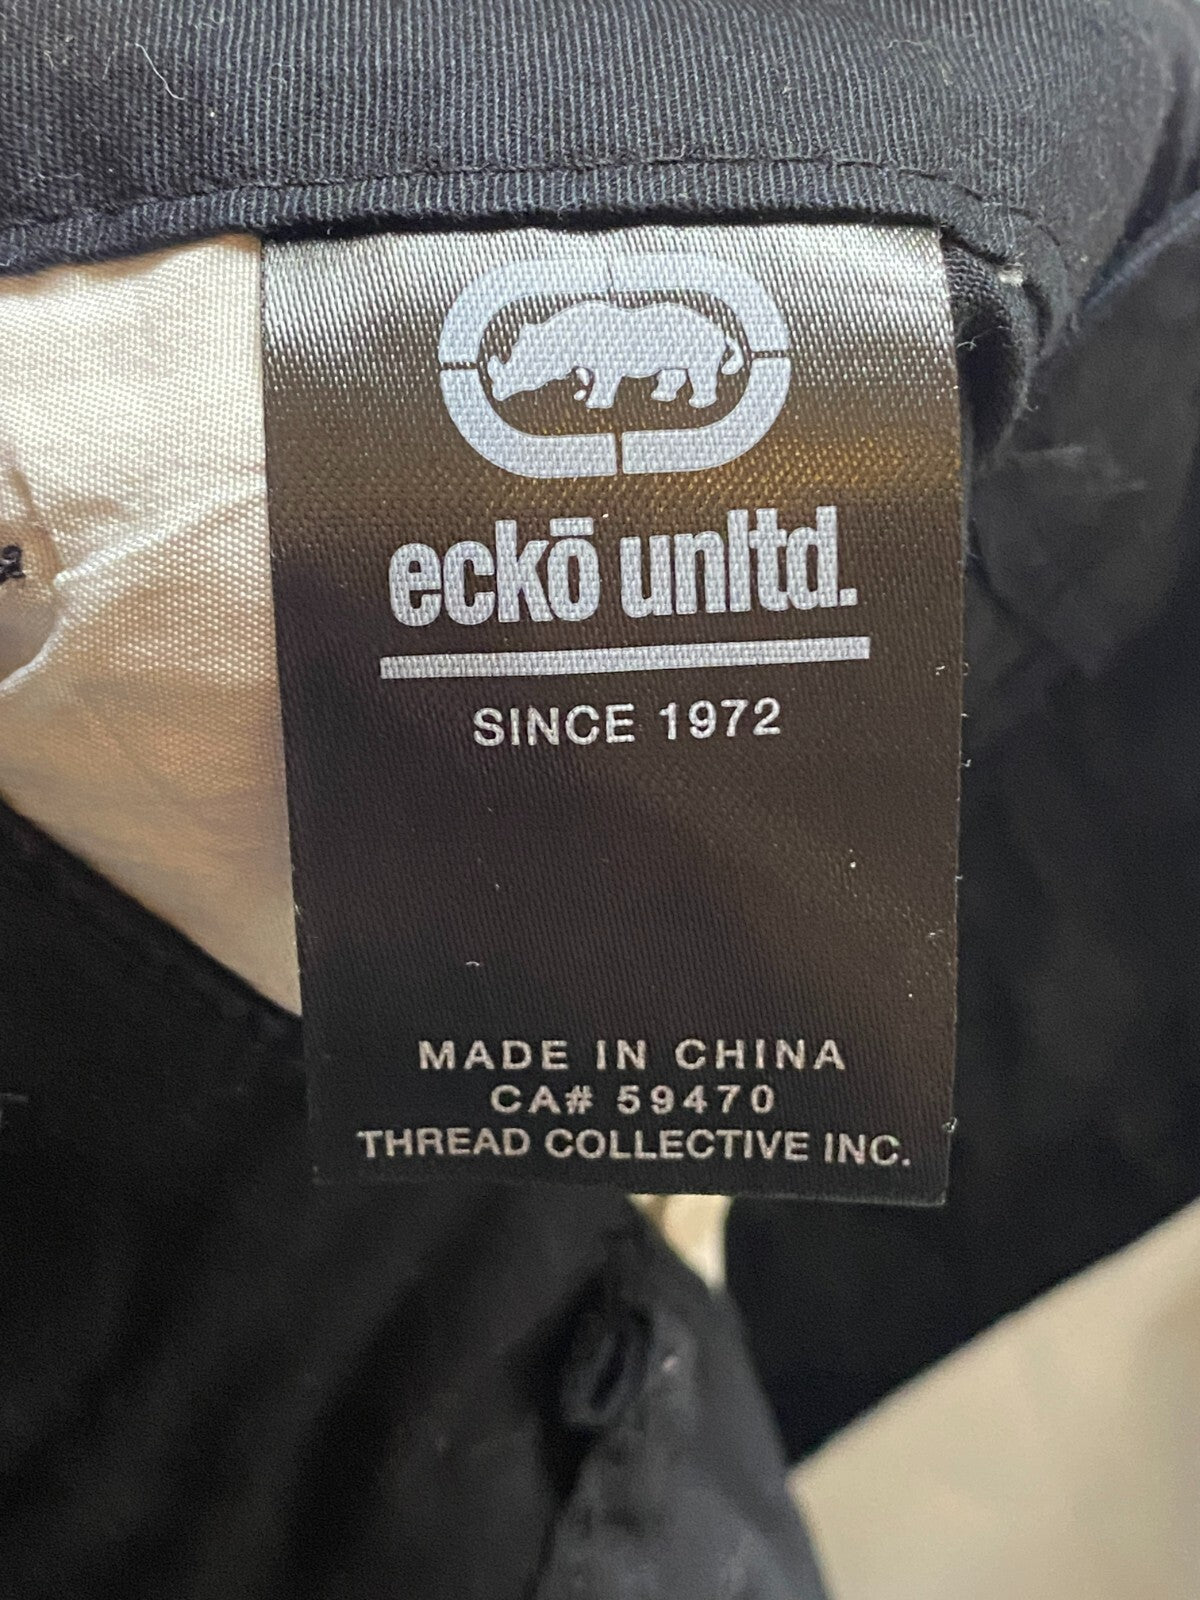 eckō unltd.
SINCE 1972
MADE IN CHINA
CA# 59470
THREAD COLLECTIVE INC.